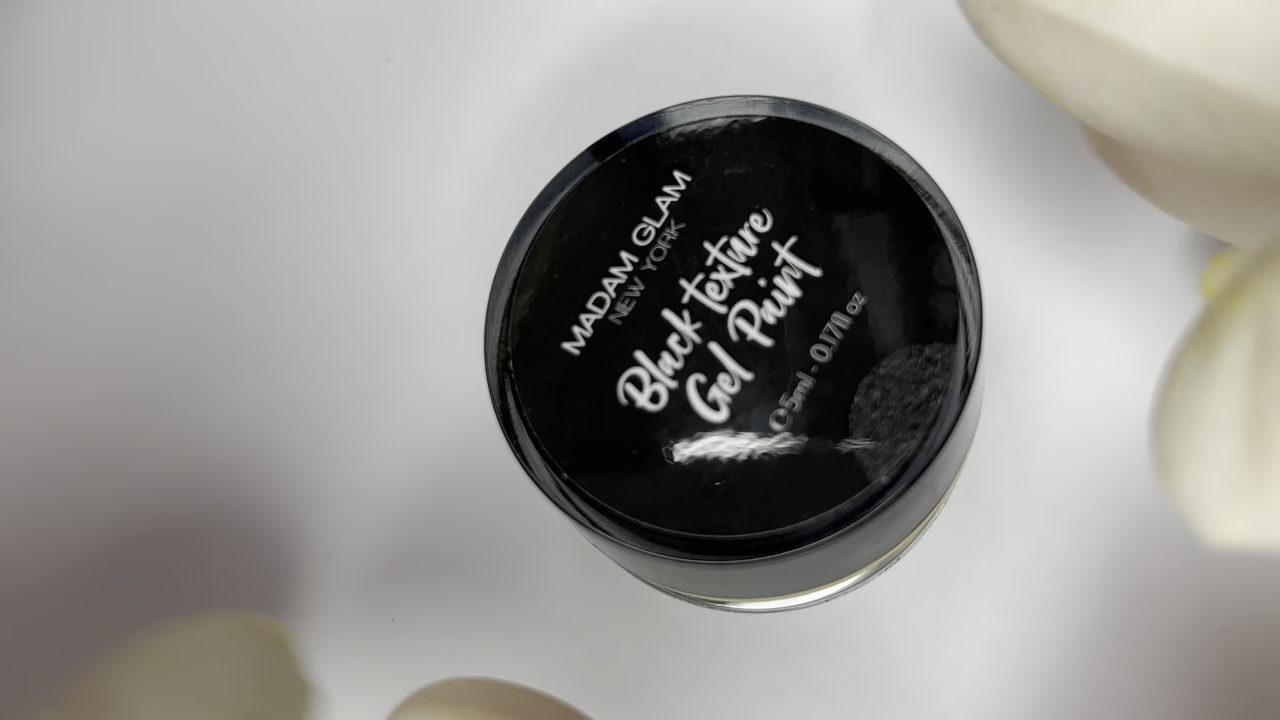 MADAM GLAM
NEW YORK
Black texture
Gel Paint
℮5ml - 0.17fl oz